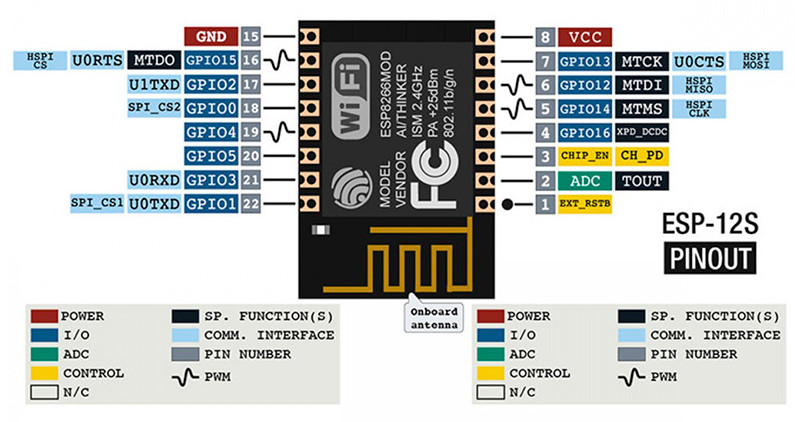 GND 15
HSPI CS U0RTS MTDO GPIO15 16
U1TXD GPIO2 17
SPI_CS2 GPIO0 18
GPIO4 19
GPIO5 20
U0RXD GPIO3 21
SPI_CS1 U0TXD GPIO1 22
WiFi
ESP8266MOD
AI/THINKER
ISM 2.4GHz
PA +25dBm
802.11b/g/n
MODEL
VENDOR
FC
8 VCC
7 GPIO13 MTCK U0CTS HSPI MOSI
6 GPIO12 MTDI HSPI MISO
5 GPIO14 MTMS HSPI CLK
4 GPIO16 XPD_DCDC
3 CHIP_EN CH_PD
2 ADC TOUT
1 EXT_RSTB
ESP-12S
PINOUT
Onboard
antenna
POWER SP. FUNCTION(S)
I/O COMM. INTERFACE
ADC PIN NUMBER
CONTROL PWM
N/C
POWER SP. FUNCTION(S)
I/O COMM. INTERFACE
ADC PIN NUMBER
CONTROL PWM
N/C